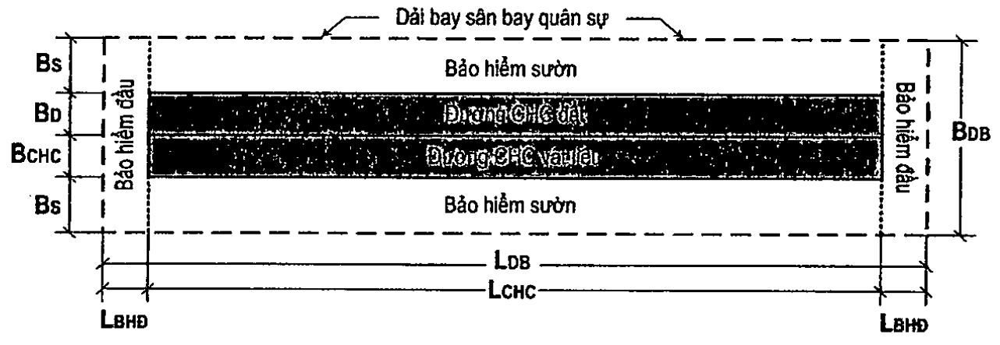 Dải bay sân bay quân sự
Bs
Bảo hiểm sườn
Bảo hiểm đầu
Bảo hiểm đầu
BD
Đường CHC đất
BDB
BCHC
Đường CHC vật liệu
Bs
Bảo hiểm sườn
LDB
LCHC
LBHĐ
LBHĐ